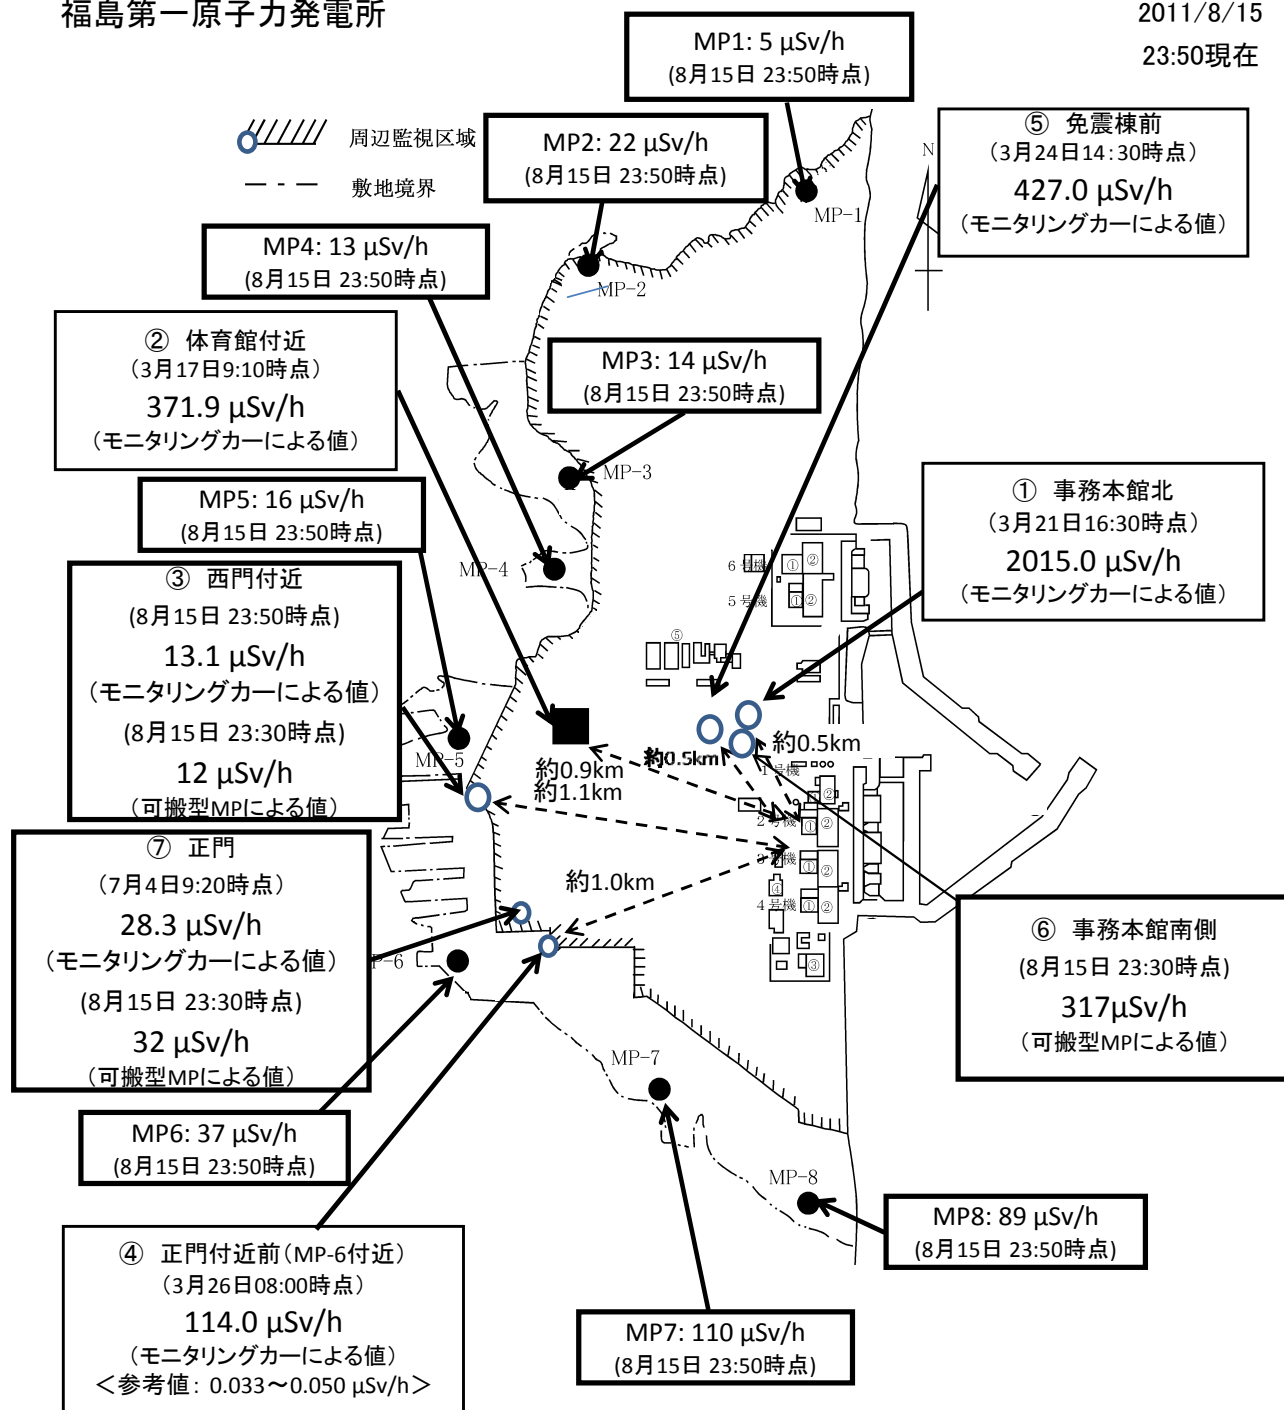 福島第一原子力発電所
2011/8/15
23:50現在
周辺監視区域
敷地境界
MP1: 5 μSv/h
(8月15日 23:50時点)
MP2: 22 μSv/h
(8月15日 23:50時点)
⑤ 免震棟前
(3月24日14:30時点)
427.0 μSv/h
(モニタリングカーによる値)
N
MP-1
MP4: 13 μSv/h
(8月15日 23:50時点)
MP-2
② 体育館付近
(3月17日9:10時点)
371.9 μSv/h
(モニタリングカーによる値)
MP3: 14 μSv/h
(8月15日 23:50時点)
MP-3
MP5: 16 μSv/h
(8月15日 23:50時点)
① 事務本館北
(3月21日16:30時点)
2015.0 μSv/h
(モニタリングカーによる値)
MP-4
6号機
① ②
5号機
① ②
③ 西門付近
(8月15日 23:50時点)
13.1 μSv/h
(モニタリングカーによる値)
(8月15日 23:30時点)
12 μSv/h
(可搬型MPによる値)
⑤
MP-5
約0.9km
約1.1km
約0.5km
約0.5km
1号機
① ②
2号機
① ②
3号機
① ②
④
4号機
① ②
③
約1.0km
⑦ 正門
(7月4日9:20時点)
28.3 μSv/h
(モニタリングカーによる値)
(8月15日 23:30時点)
32 μSv/h
(可搬型MPによる値)
P-6
⑥ 事務本館南側
(8月15日 23:30時点)
317μSv/h
(可搬型MPによる値)
MP-7
MP6: 37 μSv/h
(8月15日 23:50時点)
MP-8
MP8: 89 μSv/h
(8月15日 23:50時点)
④ 正門付近前(MP-6付近)
(3月26日08:00時点)
114.0 μSv/h
(モニタリングカーによる値)
<参考値: 0.033～0.050 μSv/h>
MP7: 110 μSv/h
(8月15日 23:50時点)